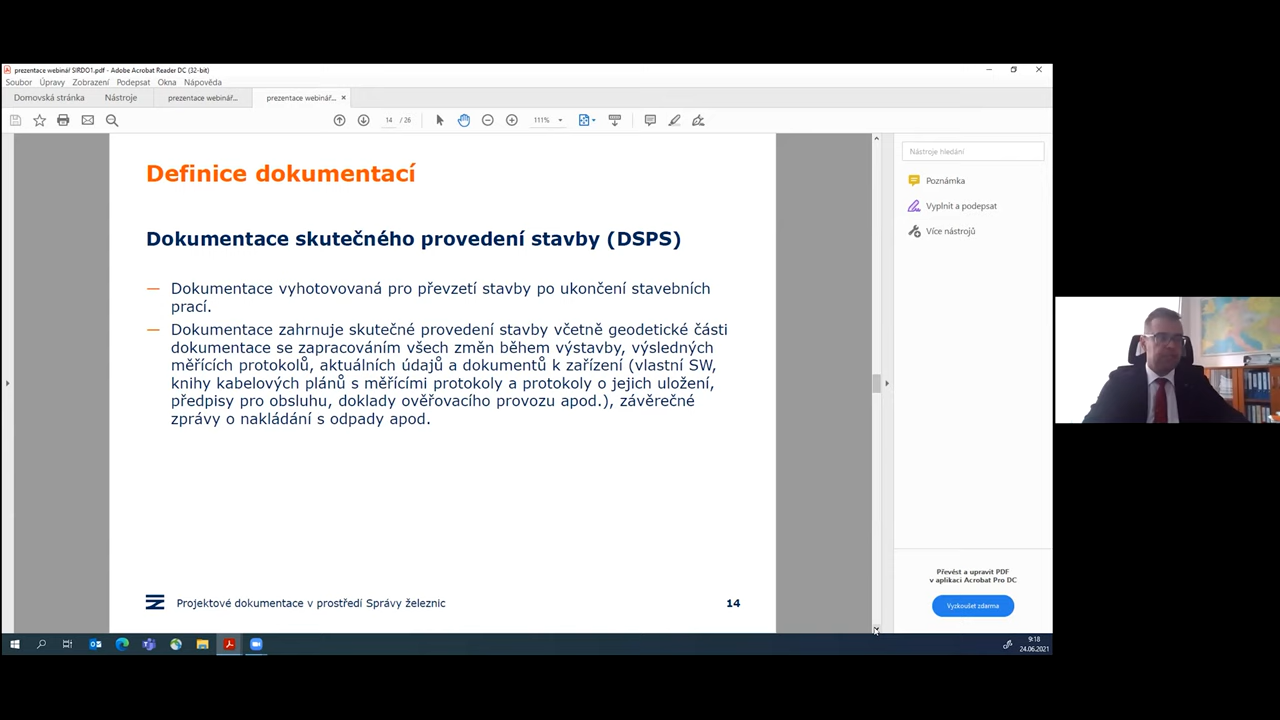 prezentace webinář SIRDO1.pdf - Adobe Acrobat Reader DC (32-bit)
Soubor Úpravy Zobrazení Podepsat Okna Nápověda
Domovská stránka Nástroje prezentace webinář... prezentace webinář... ×
14 / 26 111%
Nástroje hledání
Poznámka
Vyplnit a podepsat
Více nástrojů
Definice dokumentací
Dokumentace skutečného provedení stavby (DSPS)
— Dokumentace vyhotovovaná pro převzetí stavby po ukončení stavebních
prací.
— Dokumentace zahrnuje skutečné provedení stavby včetně geodetické části
dokumentace se zapracováním všech změn během výstavby, výsledných
měřících protokolů, aktuálních údajů a dokumentů k zařízení (vlastní SW,
knihy kabelových plánů s měřícími protokoly a protokoly o jejich uložení,
předpisy pro obsluhu, doklady ověřovacího provozu apod.), závěrečné
zprávy o nakládání s odpady apod.
Projektové dokumentace v prostředí Správy železnic 14
Převést a upravit PDF
v aplikaci Acrobat Pro DC
Vyzkoušet zdarma
9:18
24.06.2021